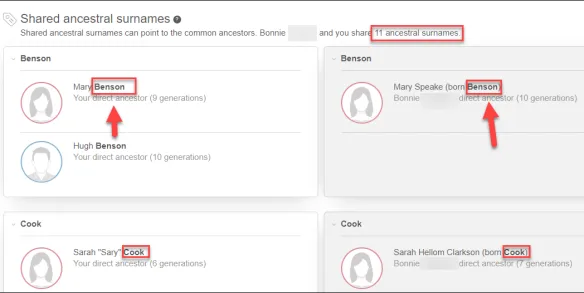 Shared ancestral surnames ?
Shared ancestral surnames can point to the common ancestors. Bonnie and you share 11 ancestral surnames.
Benson
Mary Benson
Your direct ancestor (9 generations)
Hugh Benson
Your direct ancestor (10 generations)
Benson
Mary Speake (born Benson)
Bonnie direct ancestor (10 generations)
Cook
Sarah "Sary" Cook
Your direct ancestor (6 generations)
Cook
Sarah Hellom Clarkson (born Cook)
Bonnie direct ancestor (7 generations)